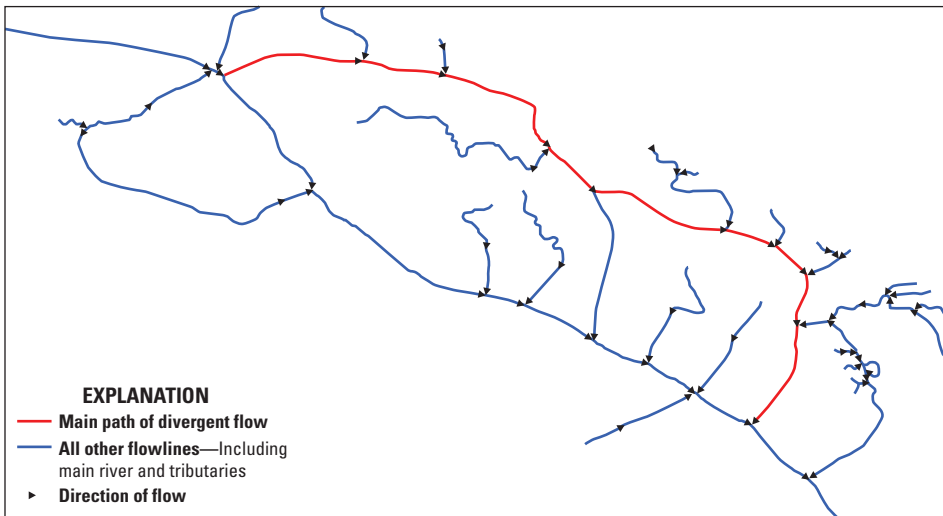 EXPLANATION
Main path of divergent flow
All other flowlines—Including
main river and tributaries
Direction of flow